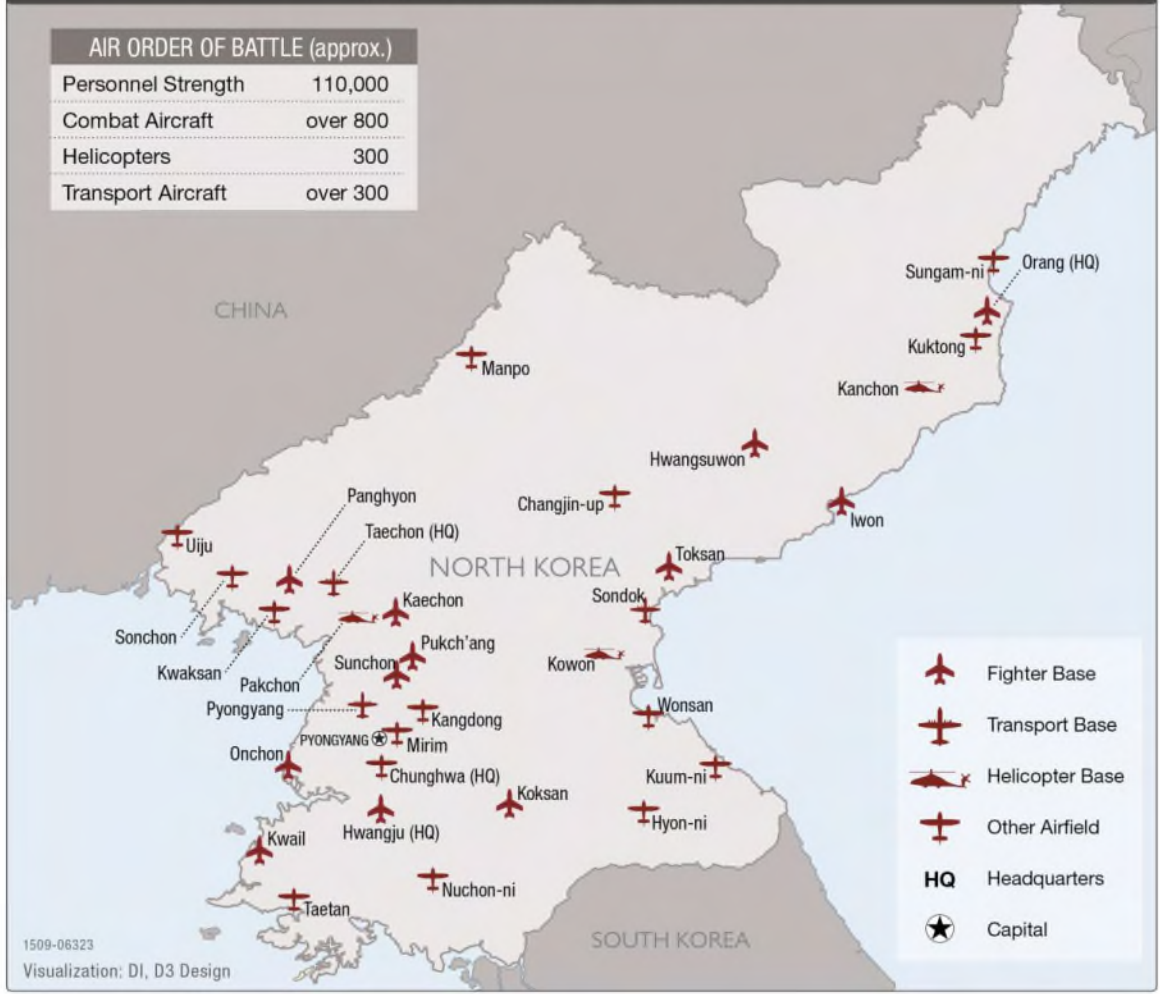 AIR ORDER OF BATTLE (approx.)
Personnel Strength 110,000
Combat Aircraft over 800
Helicopters 300
Transport Aircraft over 300
CHINA
Sungam-ni
Orang (HQ)
Kuktong
Manpo
Kanchon
Hwangsuwon
Panghyon
Changjin-up
Iwon
Taechon (HQ)
Uiju
Toksan
NORTH KOREA
Sondok
Kaechon
Sonchon
Pukch'ang
Sunchon
Kowon
Kwaksan
Pakchon
Pyongyang
Wonsan
Kangdong
PYONGYANG
Mirim
Onchon
Chunghwa (HQ)
Kuum-ni
Koksan
Hyon-ni
Hwangju (HQ)
Kwail
Nuchon-ni
Taetan
SOUTH KOREA
Fighter Base
Transport Base
Helicopter Base
Other Airfield
HQ Headquarters
Capital
1509-06323
Visualization: DI, D3 Design